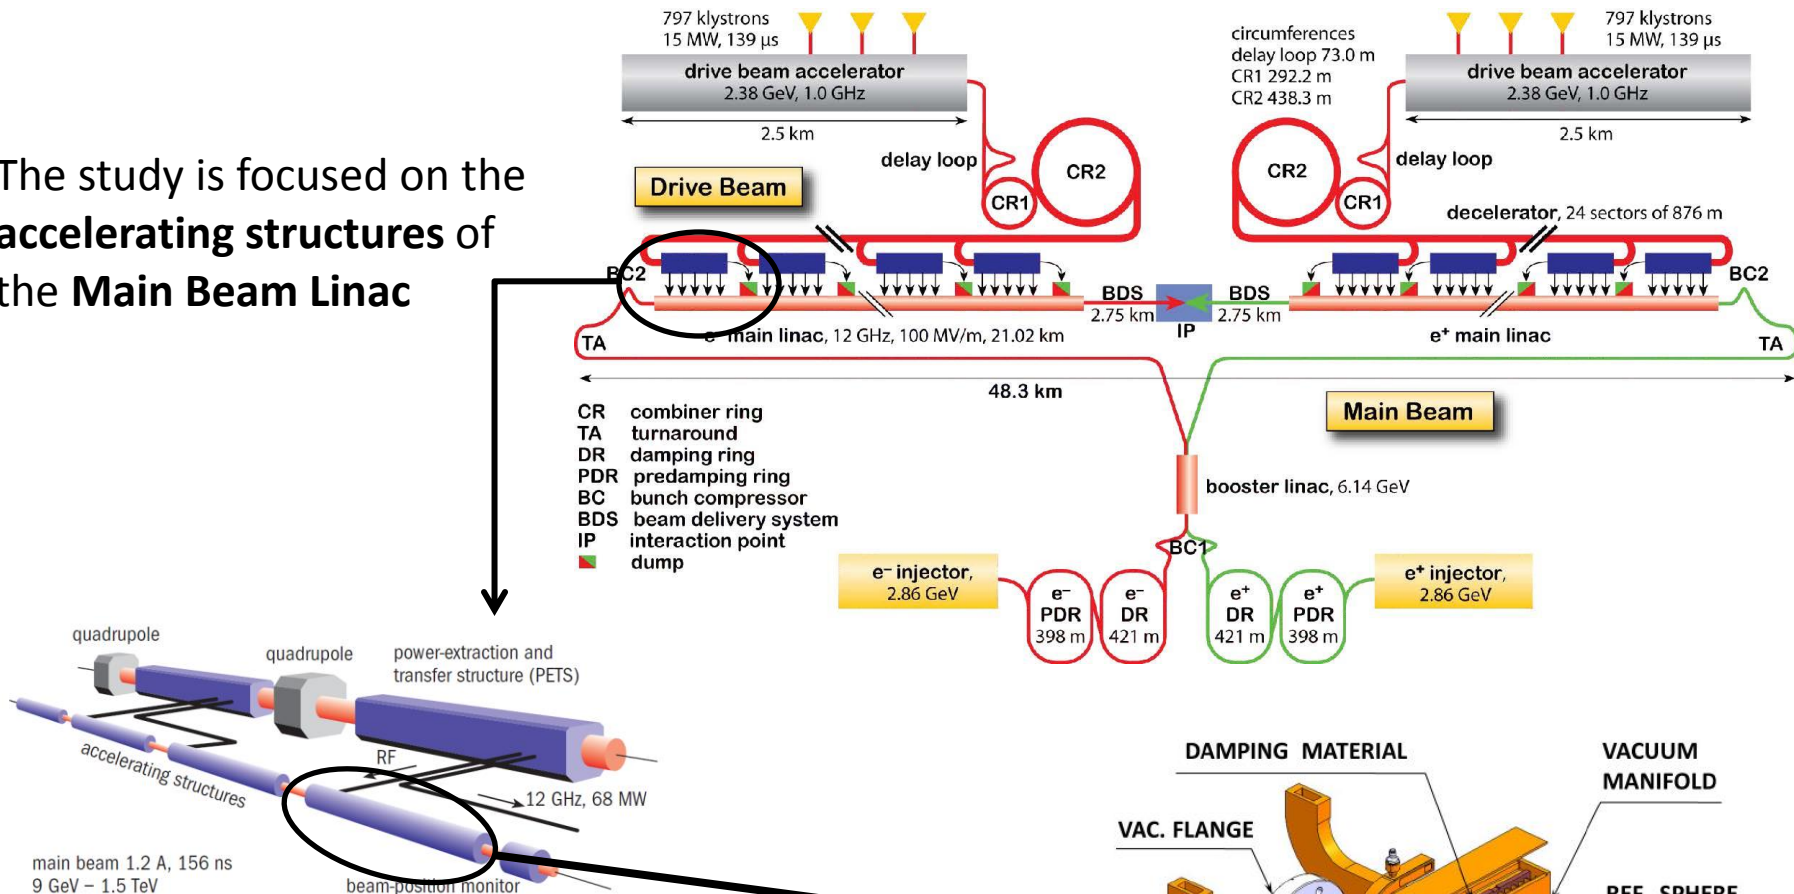 The study is focused on the
accelerating structures of
the Main Beam Linac
797 klystrons
15 MW, 139 µs
drive beam accelerator
2.38 GeV, 1.0 GHz
2.5 km
circumferences
delay loop 73.0 m
CR1 292.2 m
CR2 438.3 m
797 klystrons
15 MW, 139 µs
drive beam accelerator
2.38 GeV, 1.0 GHz
2.5 km
delay loop
CR2
CR1
Drive Beam
CR2
CR1
delay loop
decelerator, 24 sectors of 876 m
BC2
BC2
BDS
2.75 km
IP
BDS
2.75 km
TA
e⁻ main linac, 12 GHz, 100 MV/m, 21.02 km
e⁺ main linac
TA
48.3 km
Main Beam
CR combiner ring
TA turnaround
DR damping ring
PDR predamping ring
BC bunch compressor
BDS beam delivery system
IP interaction point
dump
booster linac, 6.14 GeV
BC1
e⁻ injector,
2.86 GeV
e⁻
PDR
398 m
e⁻
DR
421 m
e⁺
DR
421 m
e⁺
PDR
398 m
e⁺ injector,
2.86 GeV
quadrupole
quadrupole
power-extraction and
transfer structure (PETS)
accelerating structures
RF
12 GHz, 68 MW
main beam 1.2 A, 156 ns
9 GeV – 1.5 TeV
beam-position monitor
DAMPING MATERIAL
VACUUM
MANIFOLD
VAC. FLANGE
REF. SPHERE